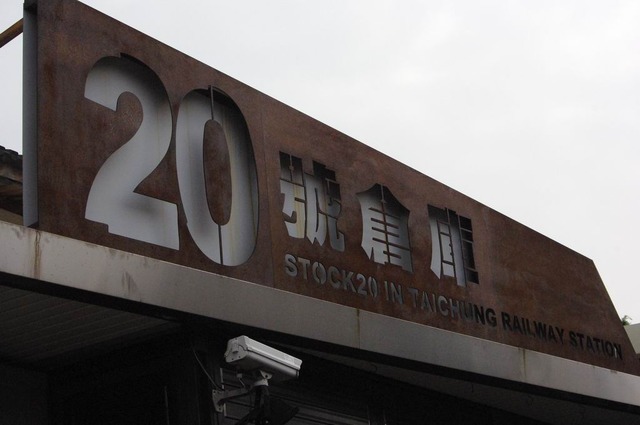 20號倉庫
STOCK20 IN TAICHUNG RAILWAY STATION